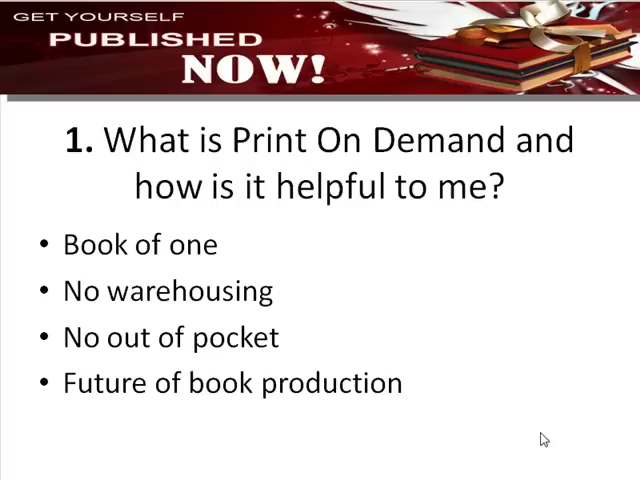 GET YOURSELF
PUBLISHED
NOW!
1. What is Print On Demand and
how is it helpful to me?
• Book of one
• No warehousing
• No out of pocket
• Future of book production